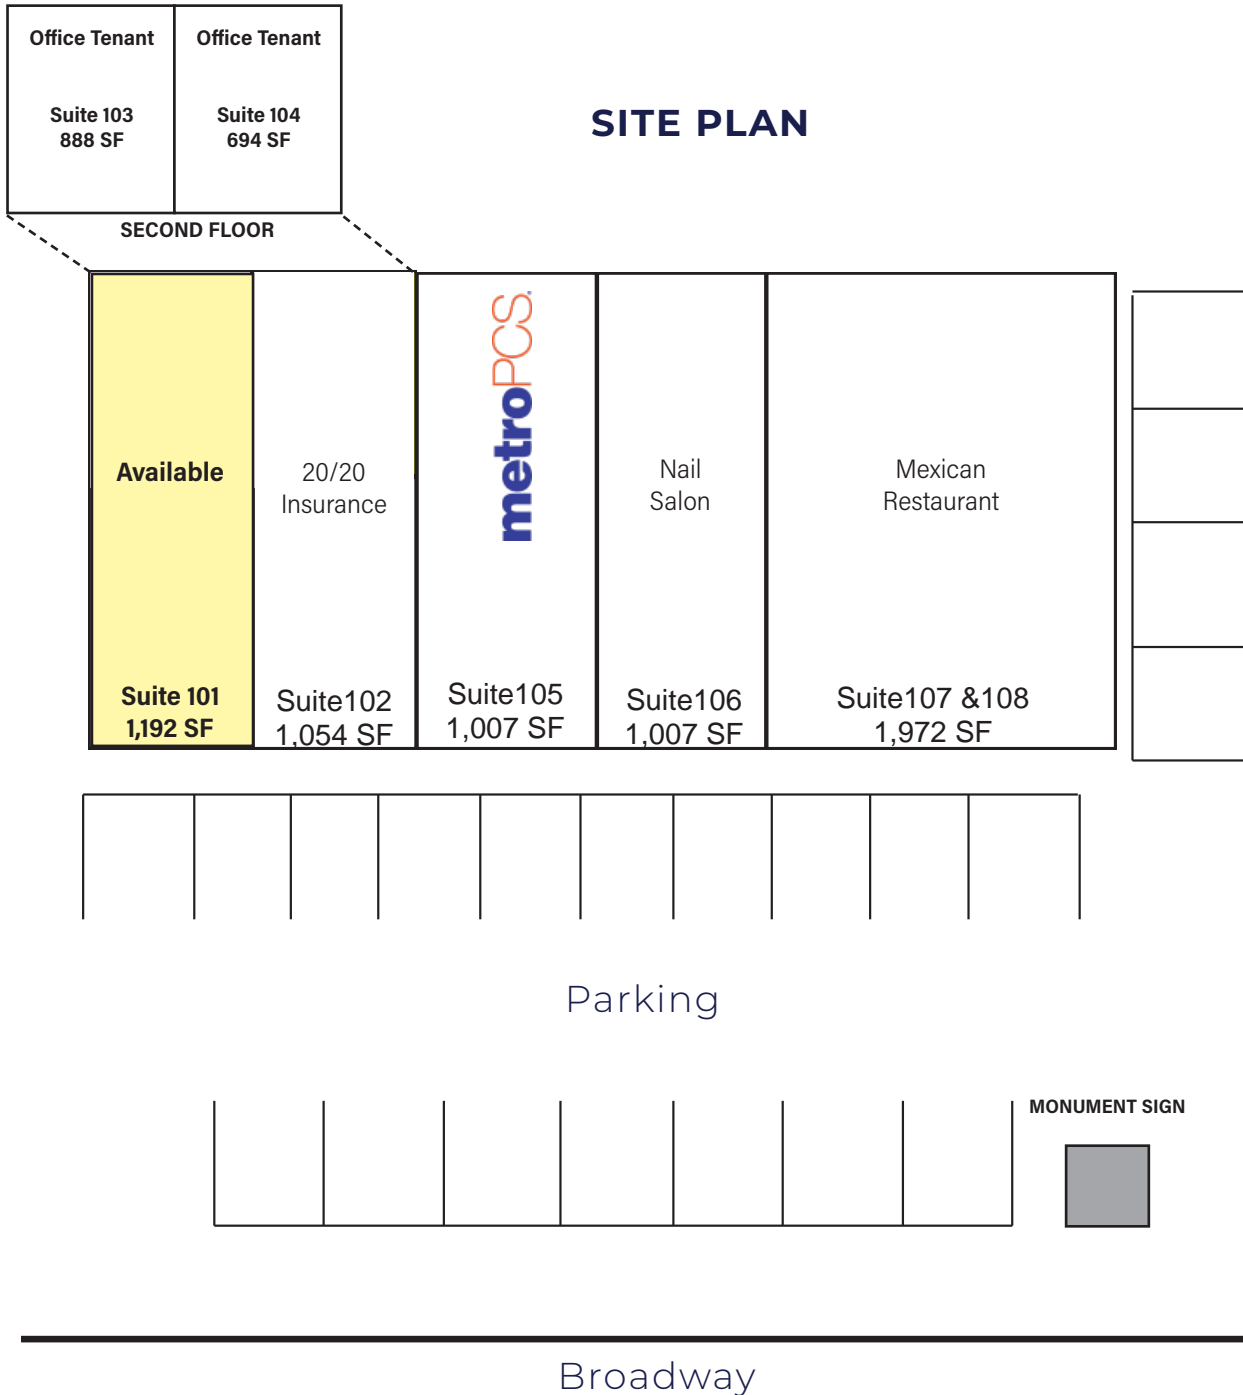 Office Tenant
Suite 103
888 SF
Office Tenant
Suite 104
694 SF
SITE PLAN
SECOND FLOOR
Available
Suite 101
1,192 SF
20/20
Insurance
Suite102
1,054 SF
metroPCS.
Suite105
1,007 SF
Nail
Salon
Suite106
1,007 SF
Mexican
Restaurant
Suite107 &108
1,972 SF
Parking
MONUMENT SIGN
Broadway